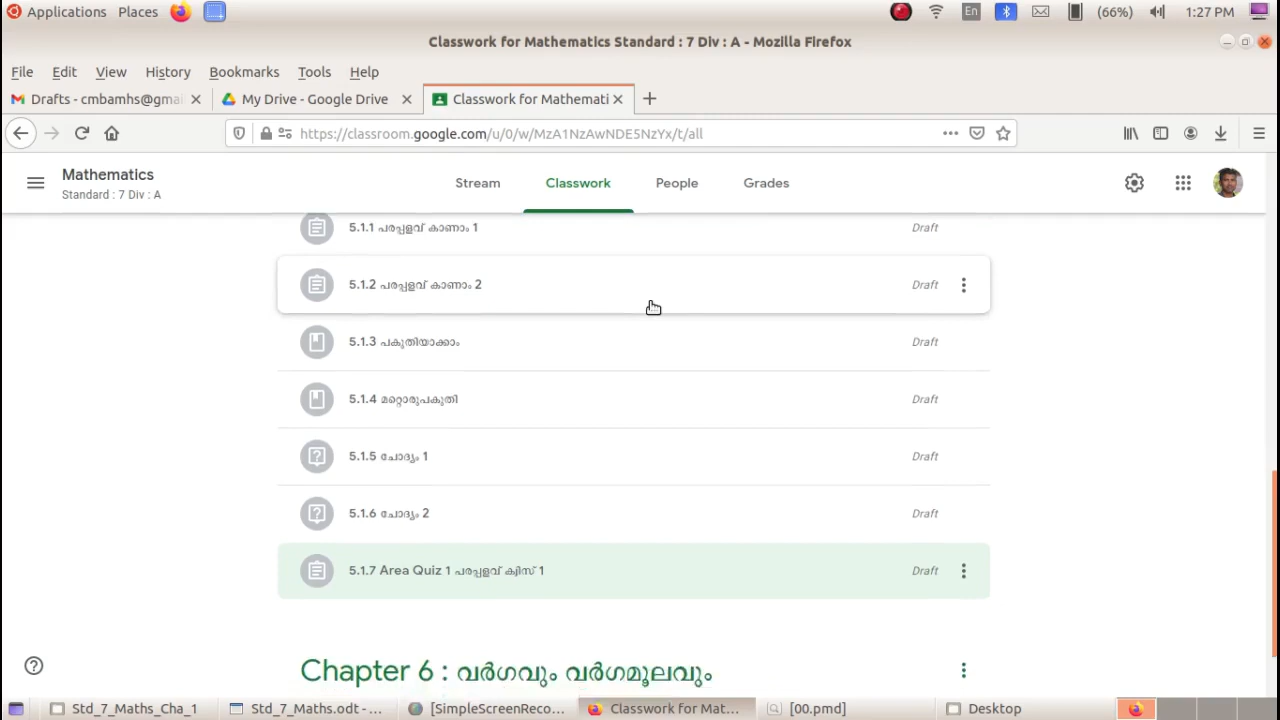 Applications Places En (66%) 1:27 PM
Classwork for Mathematics Standard : 7 Div : A - Mozilla Firefox
File Edit View History Bookmarks Tools Help
Drafts - cmbamhs@gmai My Drive - Google Drive Classwork for Mathemati
https://classroom.google.com/u/0/w/MzA1NzAwNDE5NzYx/t/all
Mathematics
Standard : 7 Div : A
Stream Classwork People Grades
5.1.1 പരപ്പളവ് കാണാം 1 Draft
5.1.2 പരപ്പളവ് കാണാം 2 Draft
5.1.3 പകുതിയാക്കാം Draft
5.1.4 മറ്റൊരുപകുതി Draft
5.1.5 ചോദ്യം 1 Draft
5.1.6 ചോദ്യം 2 Draft
5.1.7 Area Quiz 1 പരപ്പളവ് ക്വിസ് 1 Draft
Chapter 6 : വർഗവും വർഗമൂലവും
Std_7_Maths_Cha_1 Std_7_Maths.odt - ... [SimpleScreenReco... Classwork for Mat... [00.pmd] Desktop